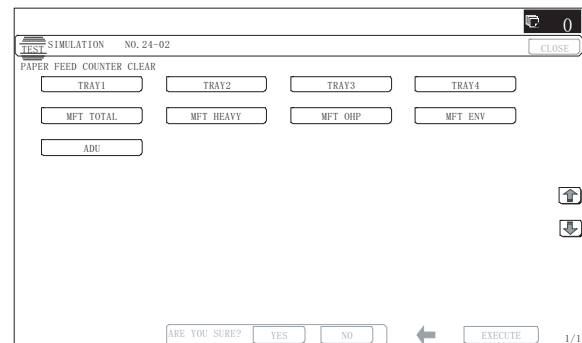 0
TEST SIMULATION NO. 24-02 CLOSE
PAPER FEED COUNTER CLEAR
TRAY1 TRAY2 TRAY3 TRAY4
MFT TOTAL MFT HEAVY MFT OHP MFT ENV
ADU
ARE YOU SURE? YES NO EXECUTE 1/1